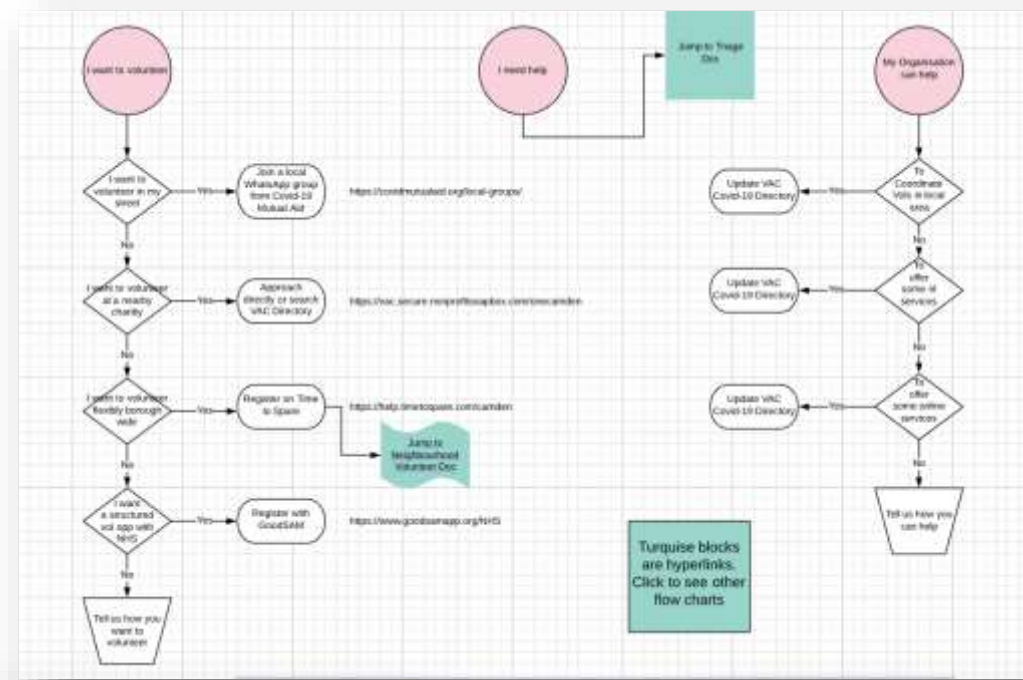 I want to volunteer
I need help
Jump to Triage
Doc
My Organisation
can help
I want to
volunteer in my
street
Yes
Join a local
WhatsApp group
from Covid-19
Mutual Aid
https://covidmutualaid.org/local-groups/
No
I want to volunteer
at a nearby
charity
Yes
Approach
directly or search
VAC Directory
https://vac.secure.nonprofitsoapbox.com/onecamden
No
I want to volunteer
flexibly borough
wide
Yes
Register on Time
to Spare
https://help.timetospare.com/camden
Jump to
Neighbourhood
Volunteer Doc
No
I want
a structured
vol app with
NHS
Yes
Register with
GoodSAM
https://www.goodsamapp.org/NHS
No
Tell us how you
want to
volunteer
To
Coordinate
Vols in local
area
Yes
Update VAC
Covid-19 Directory
No
To
offer
some
services
Yes
Update VAC
Covid-19 Directory
No
To
offer
some online
services
Yes
Update VAC
Covid-19 Directory
No
Tell us how you
can help
Turquise blocks
are hyperlinks.
Click to see other
flow charts